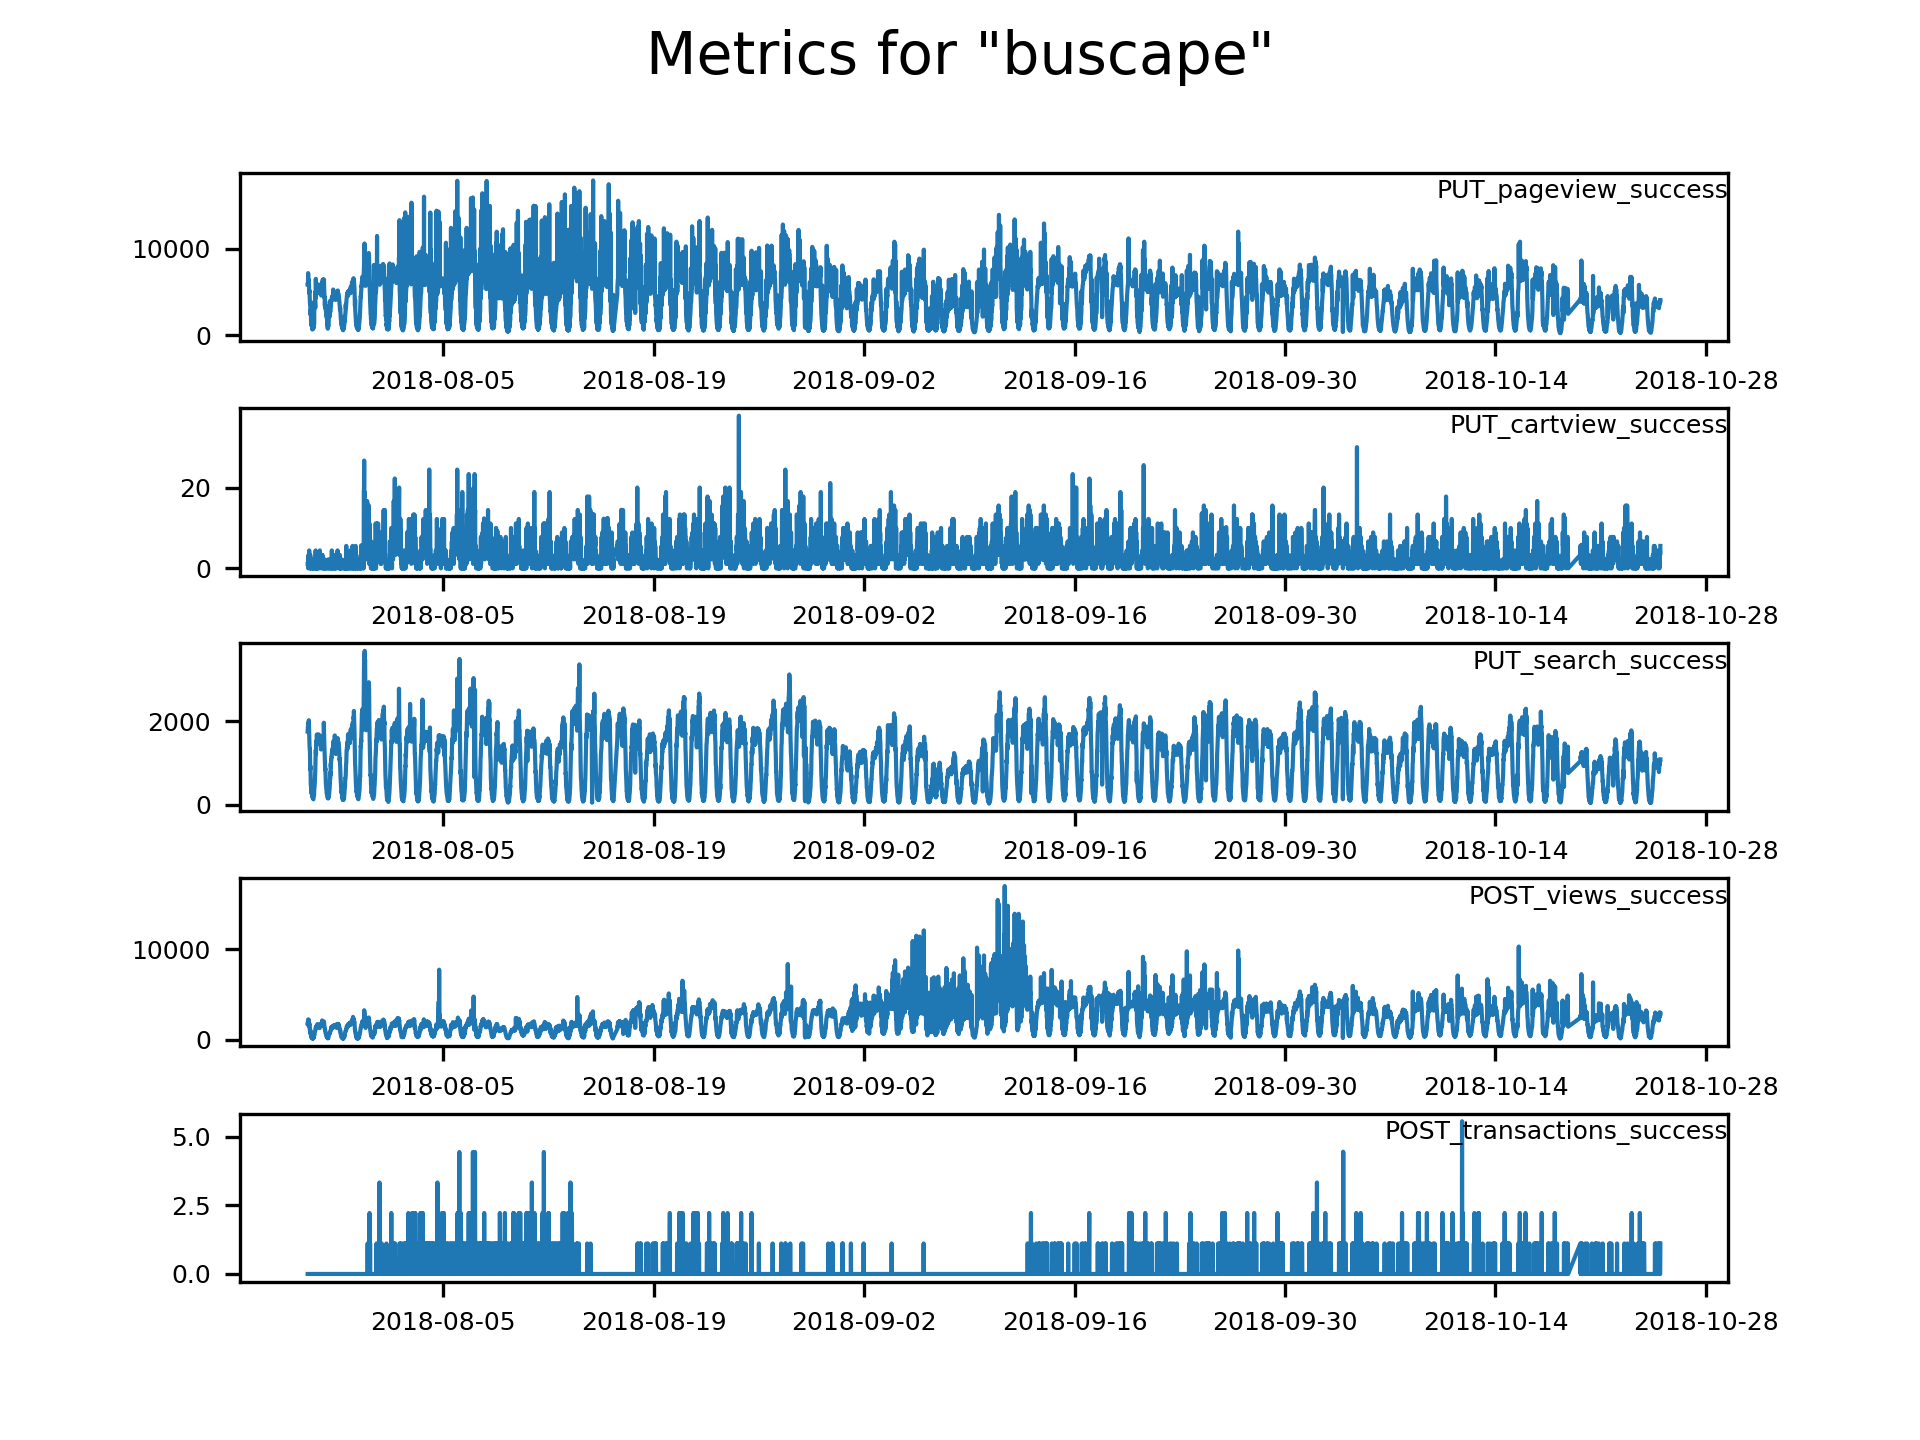 Metrics for "buscape"
PUT_pageview_success
10000
0
2018-08-05 2018-08-19 2018-09-02 2018-09-16 2018-09-30 2018-10-14 2018-10-28
PUT_cartview_success
20
0
2018-08-05 2018-08-19 2018-09-02 2018-09-16 2018-09-30 2018-10-14 2018-10-28
PUT_search_success
2000
0
2018-08-05 2018-08-19 2018-09-02 2018-09-16 2018-09-30 2018-10-14 2018-10-28
POST_views_success
10000
0
2018-08-05 2018-08-19 2018-09-02 2018-09-16 2018-09-30 2018-10-14 2018-10-28
POST_transactions_success
5.0
2.5
0.0
2018-08-05 2018-08-19 2018-09-02 2018-09-16 2018-09-30 2018-10-14 2018-10-28